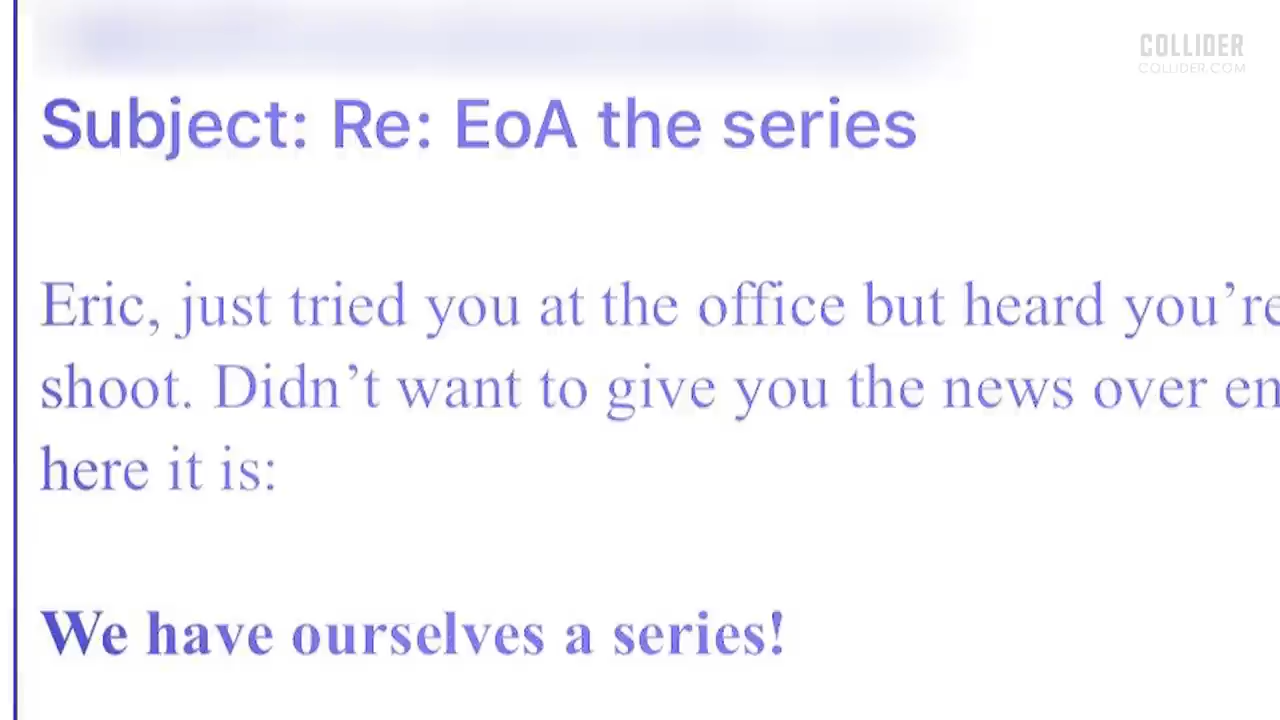 COLLIDER
COLLIDER.COM
Subject: Re: EoA the series
Eric, just tried you at the office but heard you’re
shoot. Didn’t want to give you the news over
here it is:
We have ourselves a series!